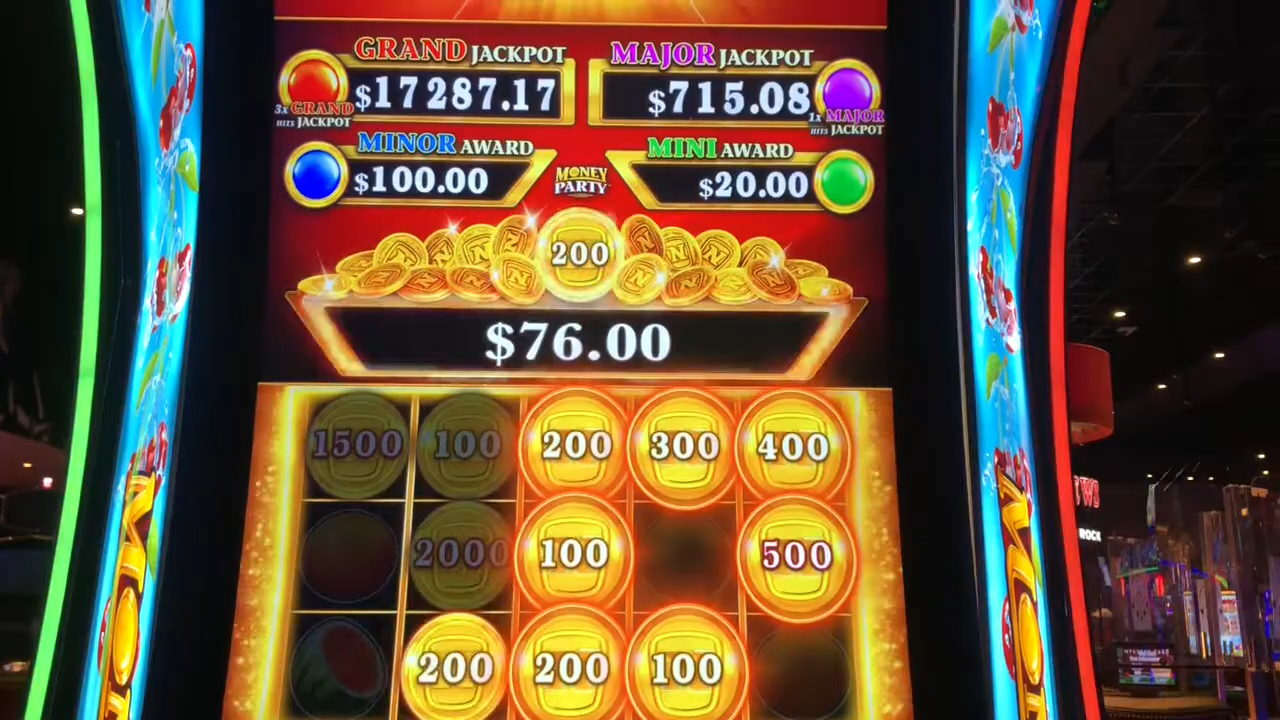 GRAND JACKPOT
$17287.17
3x GRAND
HITS JACKPOT
MAJOR JACKPOT
$715.08
1x MAJOR
HITS JACKPOT
MINOR AWARD
$100.00
MONEY
PARTY
MINI AWARD
$20.00
200
$76.00
1500 100 200 300 400
2000 100 500
200 200 100
WS
ROCK